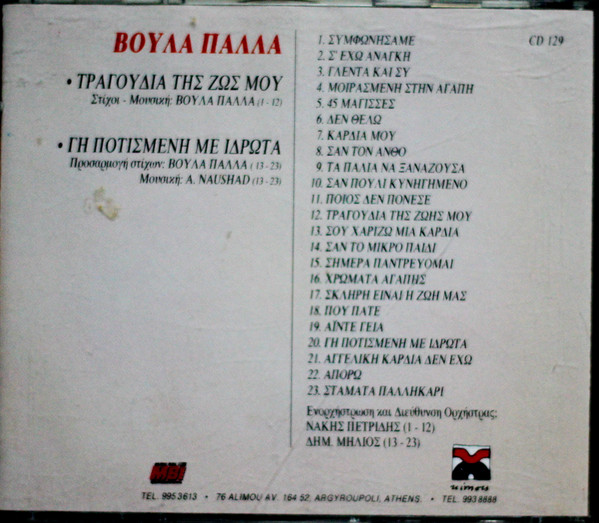 ΒΟΥΛΑ ΠΑΛΛΑ
• ΤΡΑΓΟΥΔΙΑ ΤΗΣ ΖΩΣ ΜΟΥ
Στίχοι - Μουσική: ΒΟΥΛΑ ΠΑΛΛΑ (1 - 12)
• ΓΗ ΠΟΤΙΣΜΕΝΗ ΜΕ ΙΔΡΩΤΑ
Προσαρμογή στίχων: ΒΟΥΛΑ ΠΑΛΛΑ ( 13 - 23)
Μουσική: A. NAUSHAD (13 - 23)
CD 129
1. ΣΥΜΦΩΝΗΣΑΜΕ
2. Σ' ΕΧΩ ΑΝΑΓΚΗ
3. ΓΛΕΝΤΑ ΚΑΙ ΣΥ
4. ΜΟΙΡΑΣΜΕΝΗ ΣΤΗΝ ΑΓΑΠΗ
5. 45 ΜΑΓΙΣΣΕΣ
6. ΔΕΝ ΘΕΛΩ
7. ΚΑΡΔΙΑ ΜΟΥ
8. ΣΑΝ ΤΟΝ ΑΝΘΟ
9. ΤΑ ΠΑΛΙΑ ΝΑ ΞΑΝΑΖΟΥΣΑ
10. ΣΑΝ ΠΟΥΛΙ ΚΥΝΗΓΗΜΕΝΟ
11. ΠΟΙΟΣ ΔΕΝ ΠΟΝΕΣΕ
12. ΤΡΑΓΟΥΔΙΑ ΤΗΣ ΖΩΗΣ ΜΟΥ
13. ΣΟΥ ΧΑΡΙΖΩ ΜΙΑ ΚΑΡΔΙΑ
14. ΣΑΝ ΤΟ ΜΙΚΡΟ ΠΑΙΔΙ
15. ΣΗΜΕΡΑ ΠΑΝΤΡΕΥΟΜΑΙ
16. ΧΡΩΜΑΤΑ ΑΓΑΠΗΣ
17. ΣΚΛΗΡΗ ΕΙΝΑΙ Η ΖΩΗ ΜΑΣ
18. ΠΟΥ ΠΑΤΕ
19. ΑΪΝΤΕ ΓΕΙΑ
20. ΓΗ ΠΟΤΙΣΜΕΝΗ ΜΕ ΙΔΡΩΤΑ
21. ΑΓΓΕΛΙΚΗ ΚΑΡΔΙΑ ΔΕΝ ΕΧΩ
22. ΑΠΟΡΩ
23. ΣΤΑΜΑΤΑ ΠΑΛΛΗΚΑΡΙ
Ενορχήστρωση και Διεύθυνση Ορχήστρας:
ΝΑΚΗΣ ΠΕΤΡΙΔΗΣ (1 - 12)
ΔΗΜ. ΜΗΛΙΟΣ (13 - 23)
MBI
nimous
TEL. 995 3613 • 76 ALIMOU AV. 164 52, ARGYROUPOLI, ATHENS. • TEL. 993 8888